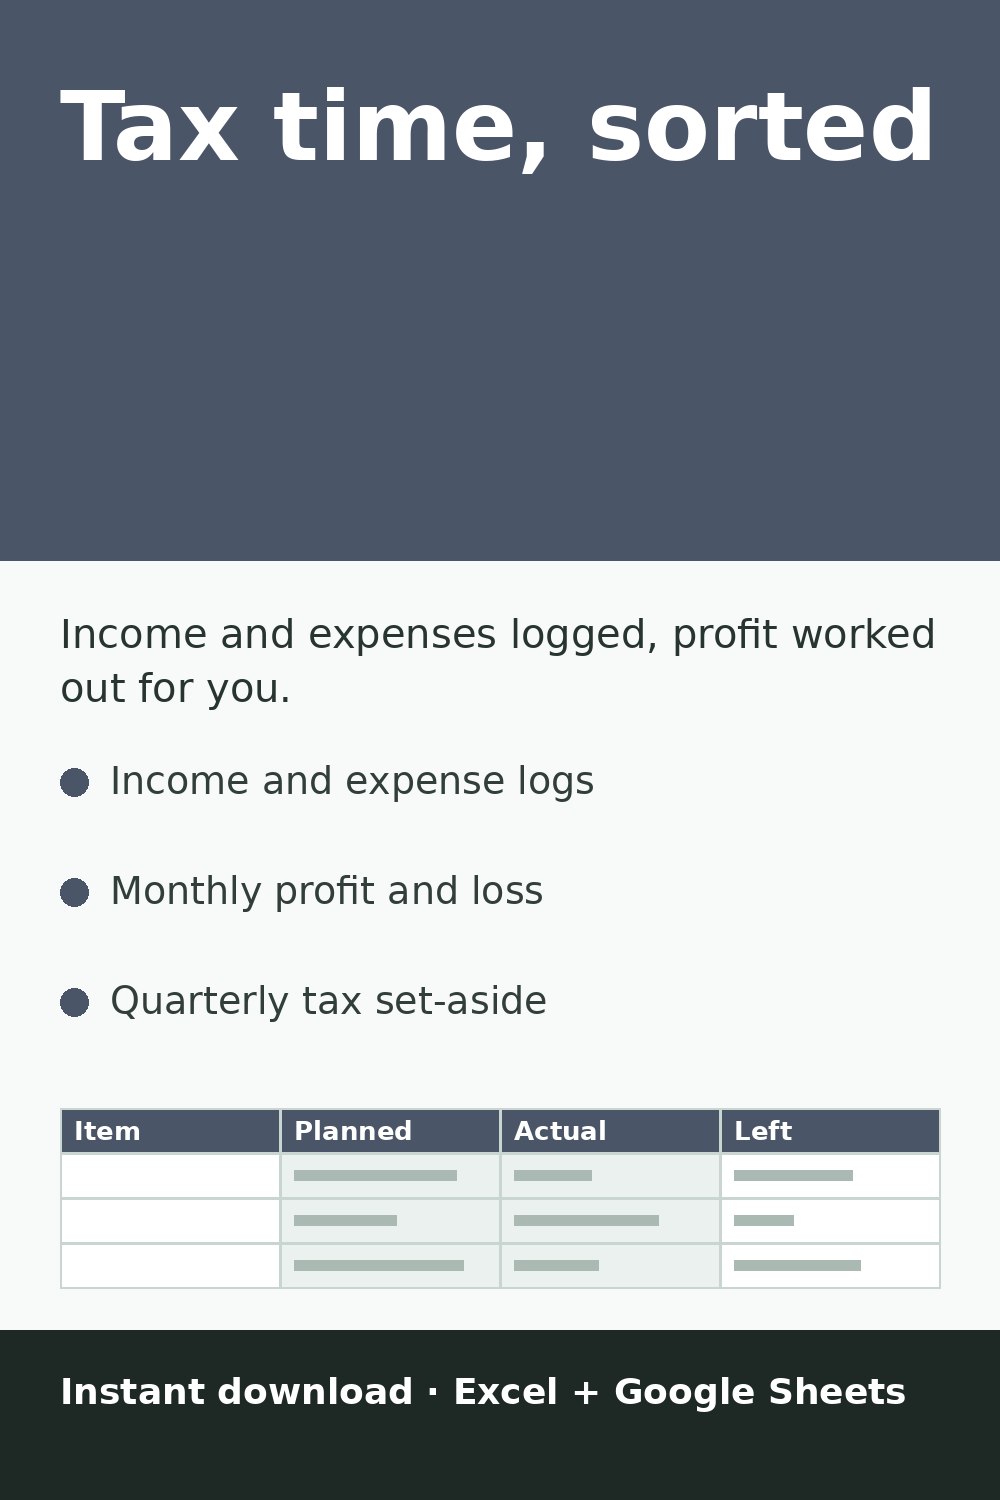 Tax time, sorted
Income and expenses logged, profit worked
out for you.
Income and expense logs
Monthly profit and loss
Quarterly tax set-aside
Item Planned Actual Left
Instant download · Excel + Google Sheets